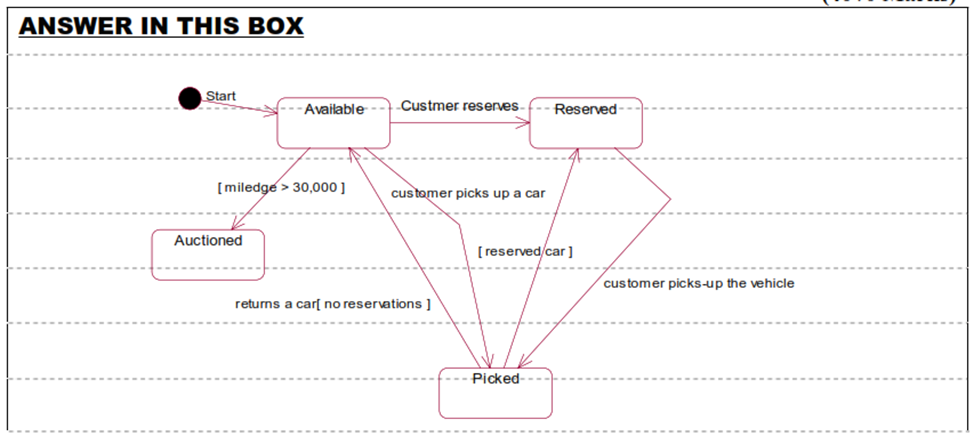 ANSWER IN THIS BOX
Start
Available
Custmer reserves
Reserved
[ miledge > 30,000 ]
customer picks up a car
Auctioned
[ reserved car ]
customer picks-up the vehicle
returns a car[ no reservations ]
Picked